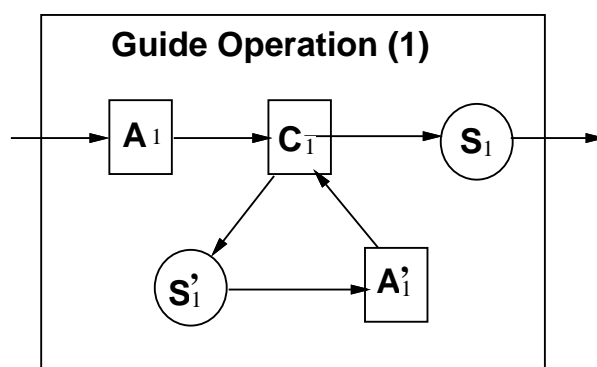 Guide Operation (1)
A1
C1
S1
S'1
A'1